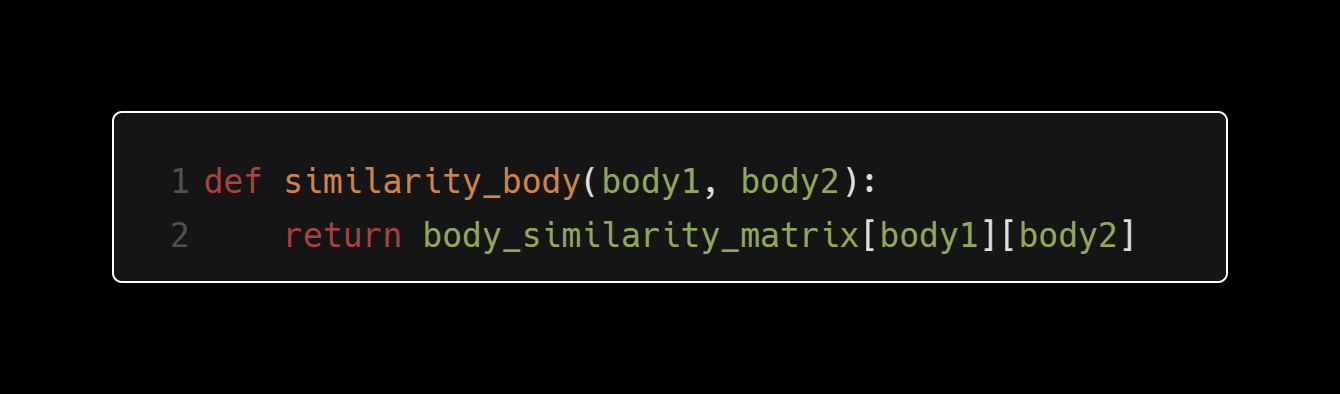 1 def similarity_body(body1, body2):
2     return body_similarity_matrix[body1][body2]